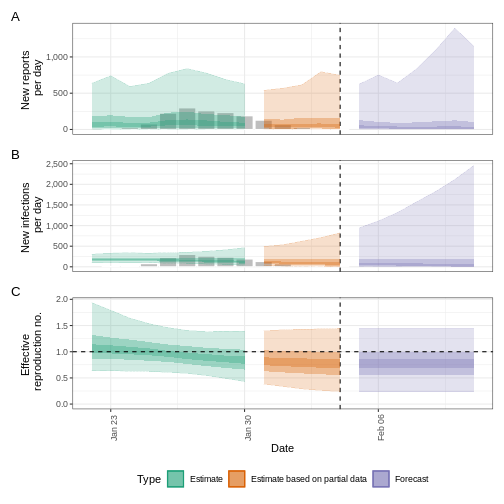 A
New reports
per day
1,000
500
0
B
New infections
per day
2,500
2,000
1,500
1,000
500
0
C
Effective
reproduction no.
2.0
1.5
1.0
0.5
0.0
Jan 23
Jan 30
Feb 06
Date
Type
Estimate
Estimate based on partial data
Forecast